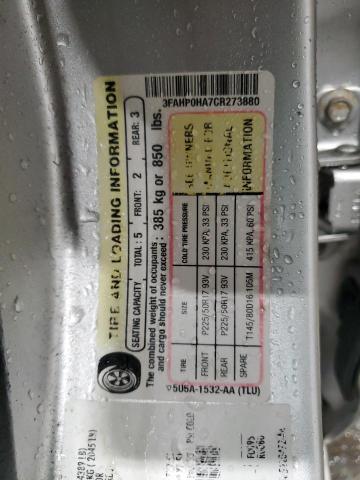 3FAHP0HA7CR273880
TIRE AND LOADING INFORMATION
SEATING CAPACITY TOTAL: 5 FRONT: 2 REAR: 3
The combined weight of occupants
and cargo should never exceed: 385 kg or 850 lbs.
TIRE SIZE COLD TIRE PRESSURE
FRONT P225/50R17 93V 230 KPA, 33 PSI
REAR P225/50R17 93V 230 KPA, 33 PSI
SPARE T145/80D16 105M 415 KPA, 60 PSI
SEE OWNERS
MANUAL FOR
ADDITIONAL
INFORMATION
5U5A-1532-AA (TLU)